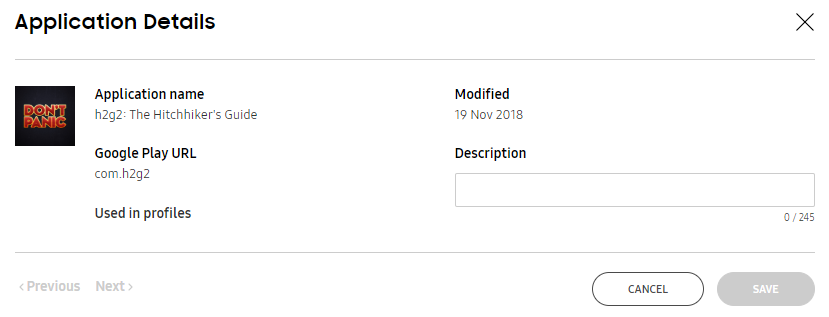 Application Details
DON'T
PANIC
Application name
h2g2: The Hitchhiker's Guide
Modified
19 Nov 2018
Google Play URL
com.h2g2
Description
0 / 245
Used in profiles
‹ Previous
Next ›
CANCEL
SAVE